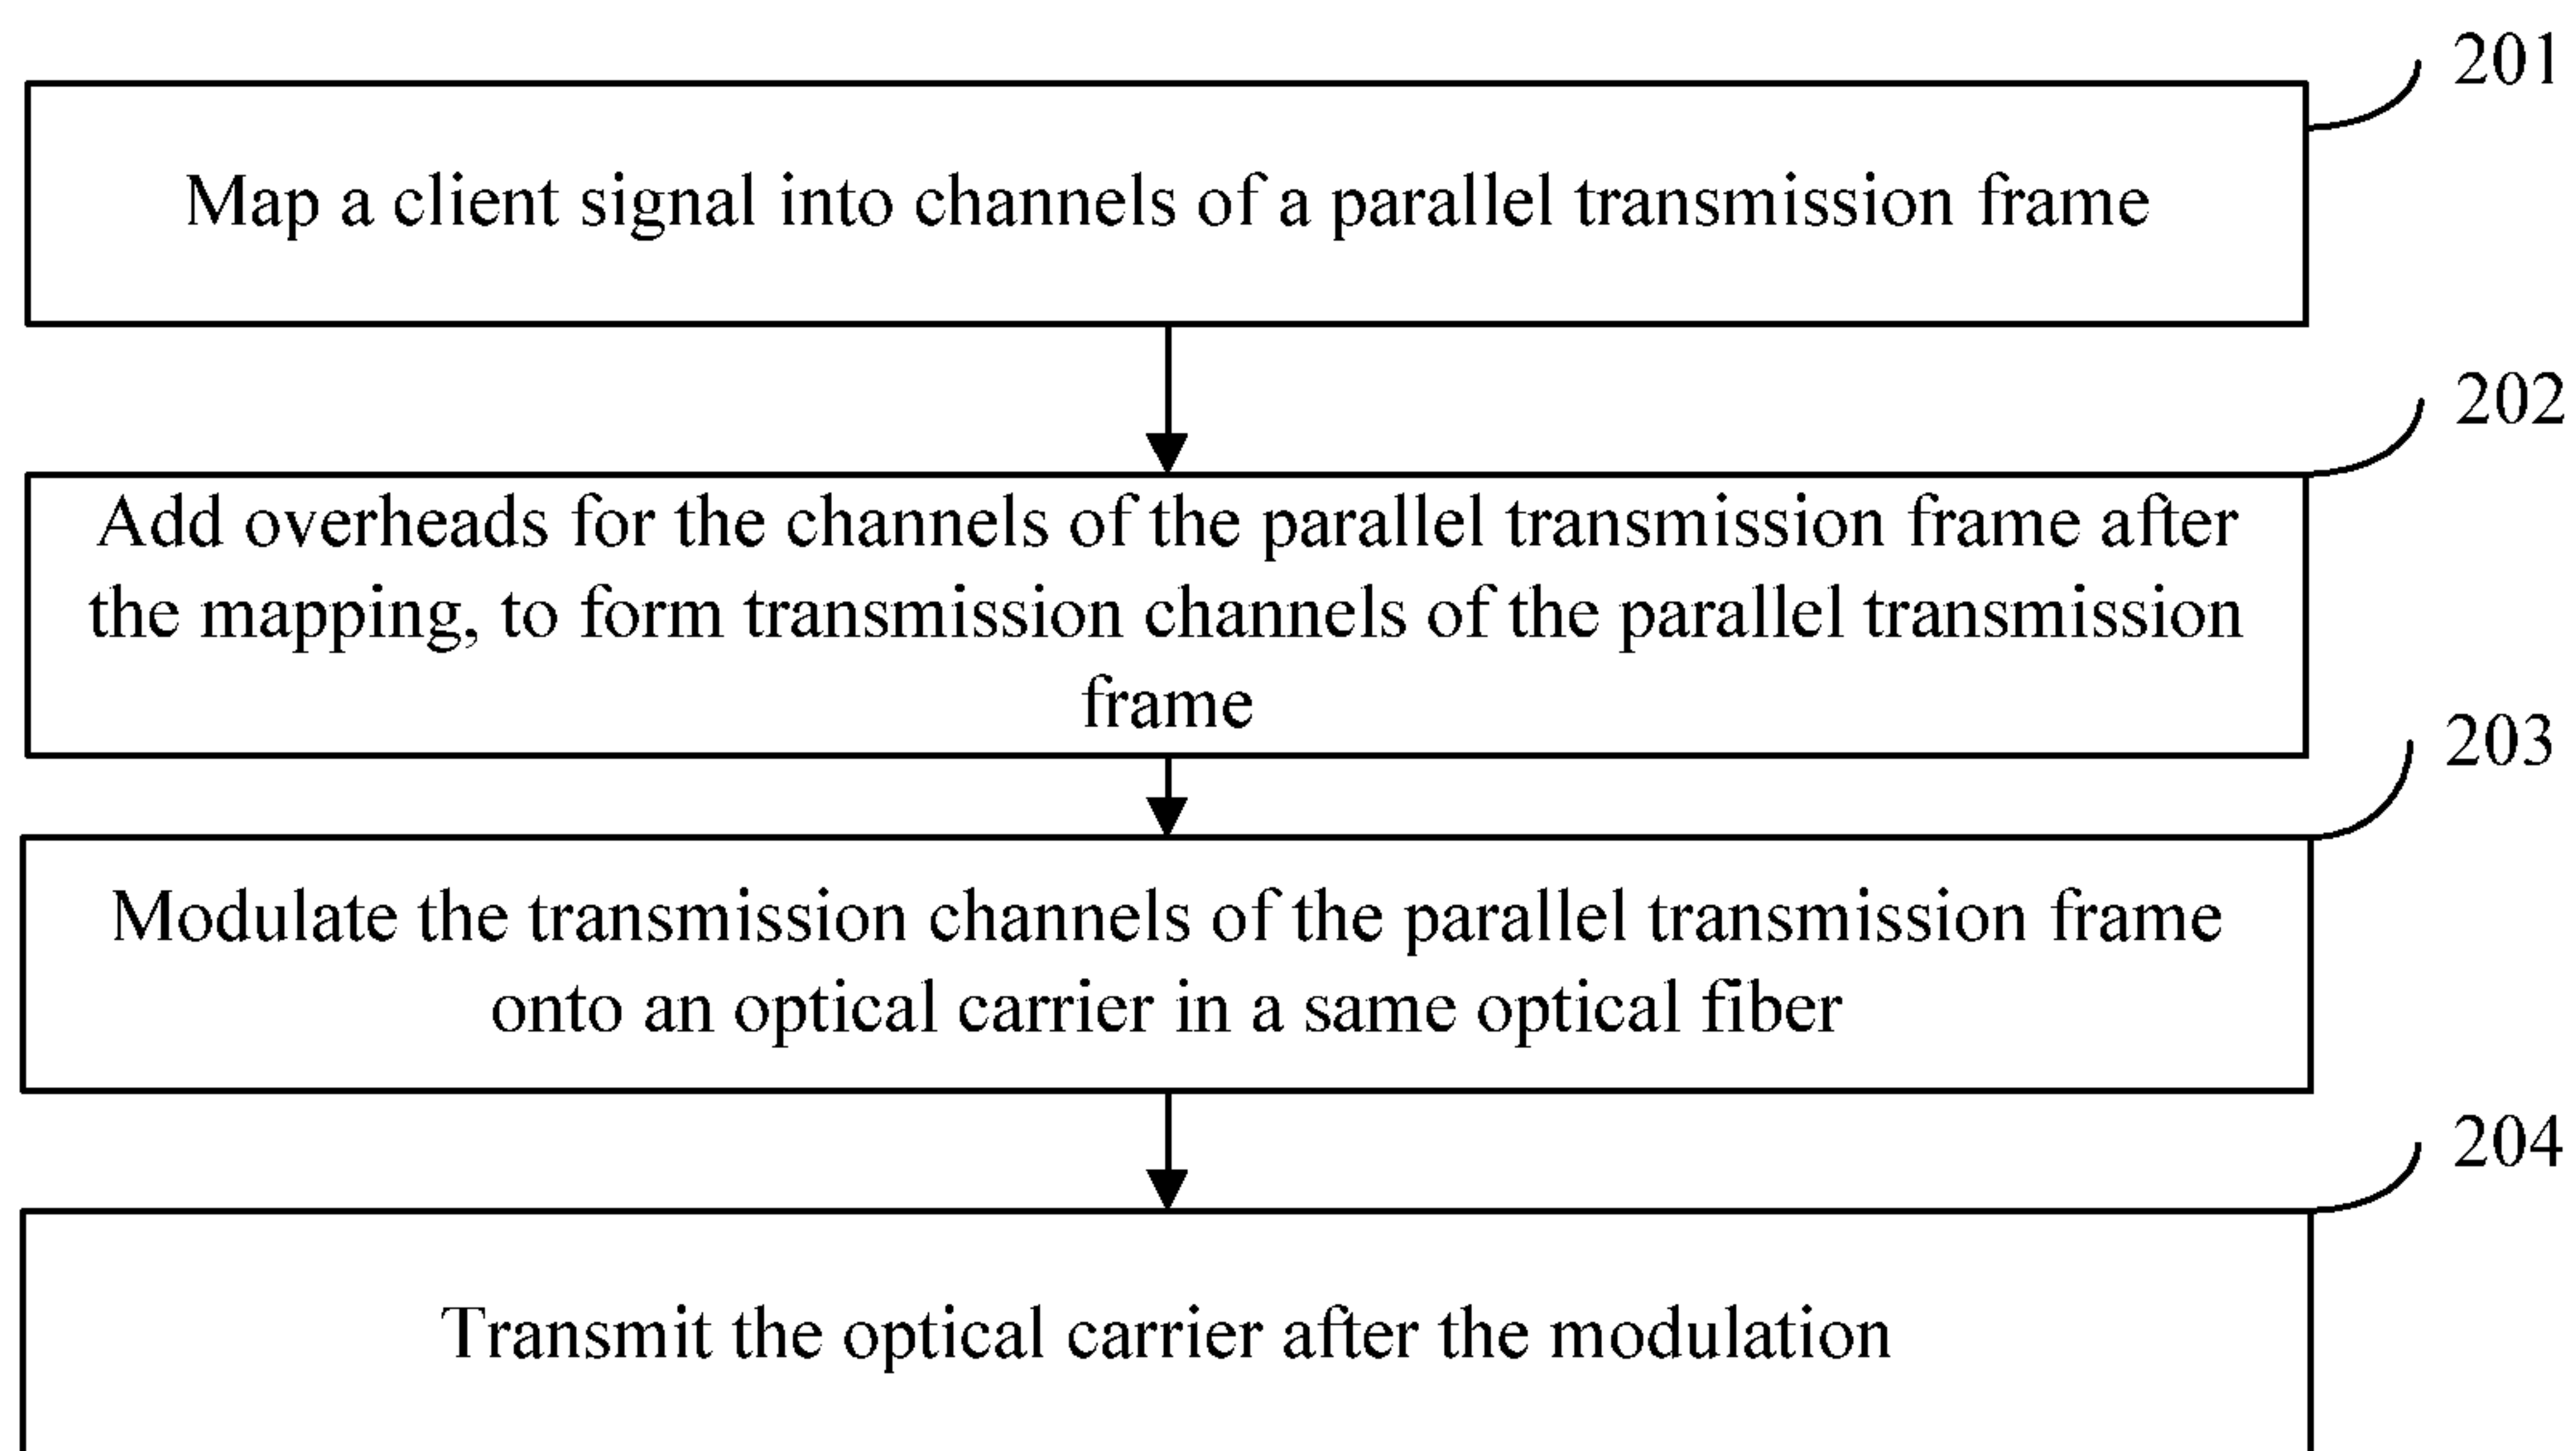 201
Map a client signal into channels of a parallel transmission frame
202
Add overheads for the channels of the parallel transmission frame after
the mapping, to form transmission channels of the parallel transmission
frame
203
Modulate the transmission channels of the parallel transmission frame
onto an optical carrier in a same optical fiber
204
Transmit the optical carrier after the modulation